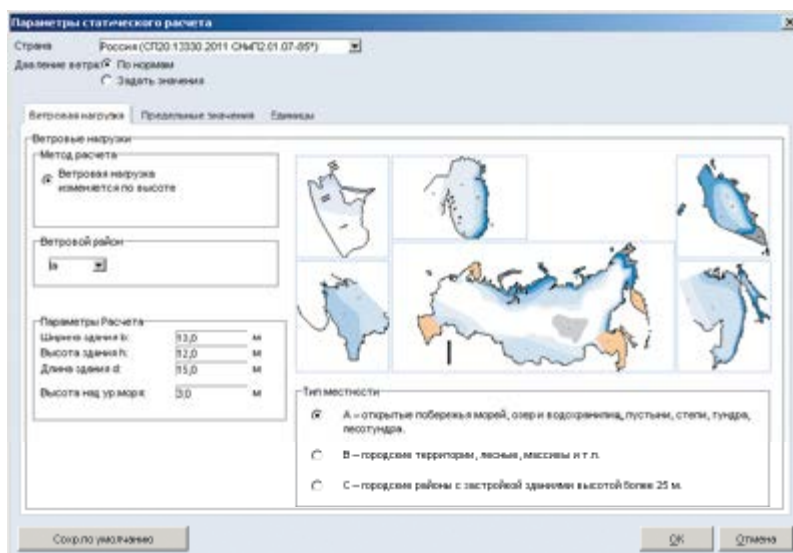 Параметры статического расчета
Страна Россия (СП20.13330.2011 СНиП2.01.07-85*)
Давление ветра: По нормам
Задать значения
Ветровая нагрузка Предельные значения Единицы
Ветровые нагрузки
Метод расчета
Ветровая нагрузка
изменяется по высоте
Ветровой район
Ia
Параметры Расчета
Ширина здания b: 13,0 м
Высота здания h: 12,0 м
Длина здания d: 15,0 м
Высота над ур.моря: 3,0 м
Тип местности
A – открытые побережья морей, озер и водохранилищ, пустыни, степи, тундра,
лесотундра.
B – городские территории, лесные, массивы и т.п.
C – городские районы с застройкой зданиями высотой более 25 м.
Сохр.по умолчанию OK Отмена